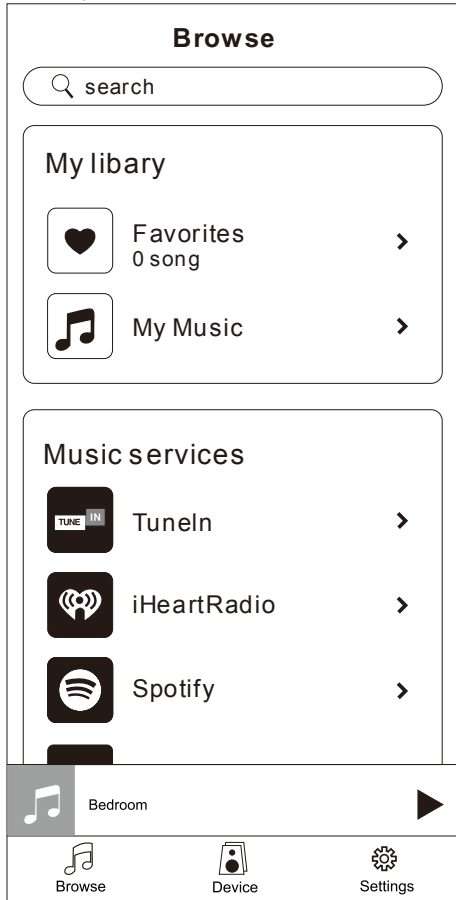 Browse
search
My libary
Favorites
0 song
My Music
Music services
TUNE IN
TuneIn
iHeartRadio
Spotify
Bedroom
Browse
Device
Settings